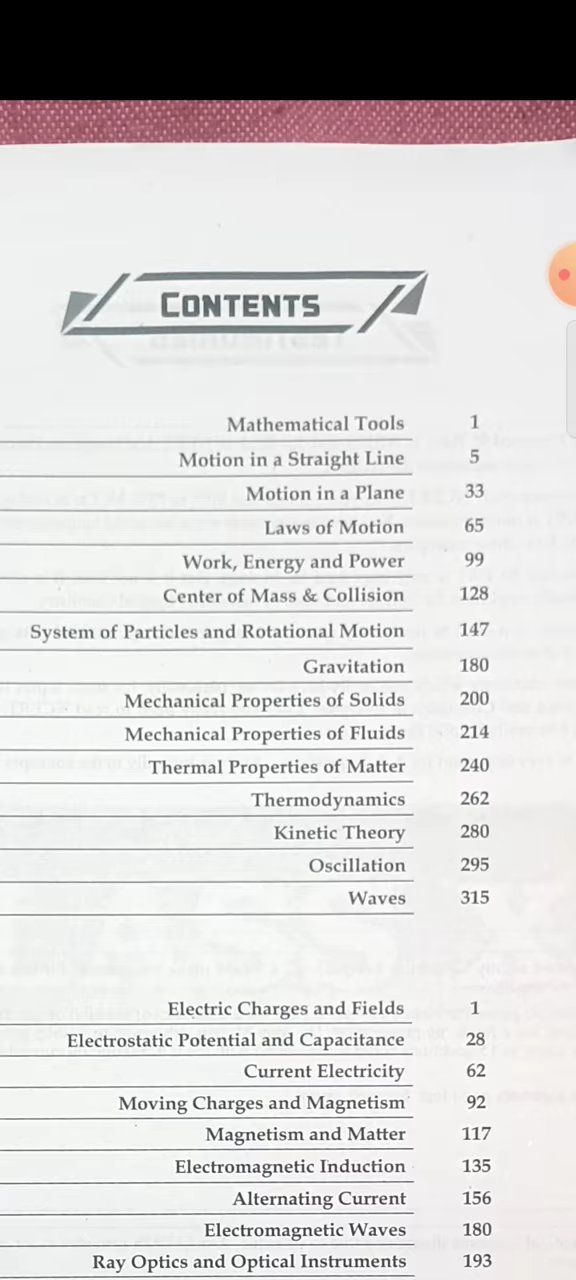 CONTENTS
Mathematical Tools 1
Motion in a Straight Line 5
Motion in a Plane 33
Laws of Motion 65
Work, Energy and Power 99
Center of Mass & Collision 128
System of Particles and Rotational Motion 147
Gravitation 180
Mechanical Properties of Solids 200
Mechanical Properties of Fluids 214
Thermal Properties of Matter 240
Thermodynamics 262
Kinetic Theory 280
Oscillation 295
Waves 315
Electric Charges and Fields 1
Electrostatic Potential and Capacitance 28
Current Electricity 62
Moving Charges and Magnetism 92
Magnetism and Matter 117
Electromagnetic Induction 135
Alternating Current 156
Electromagnetic Waves 180
Ray Optics and Optical Instruments 193